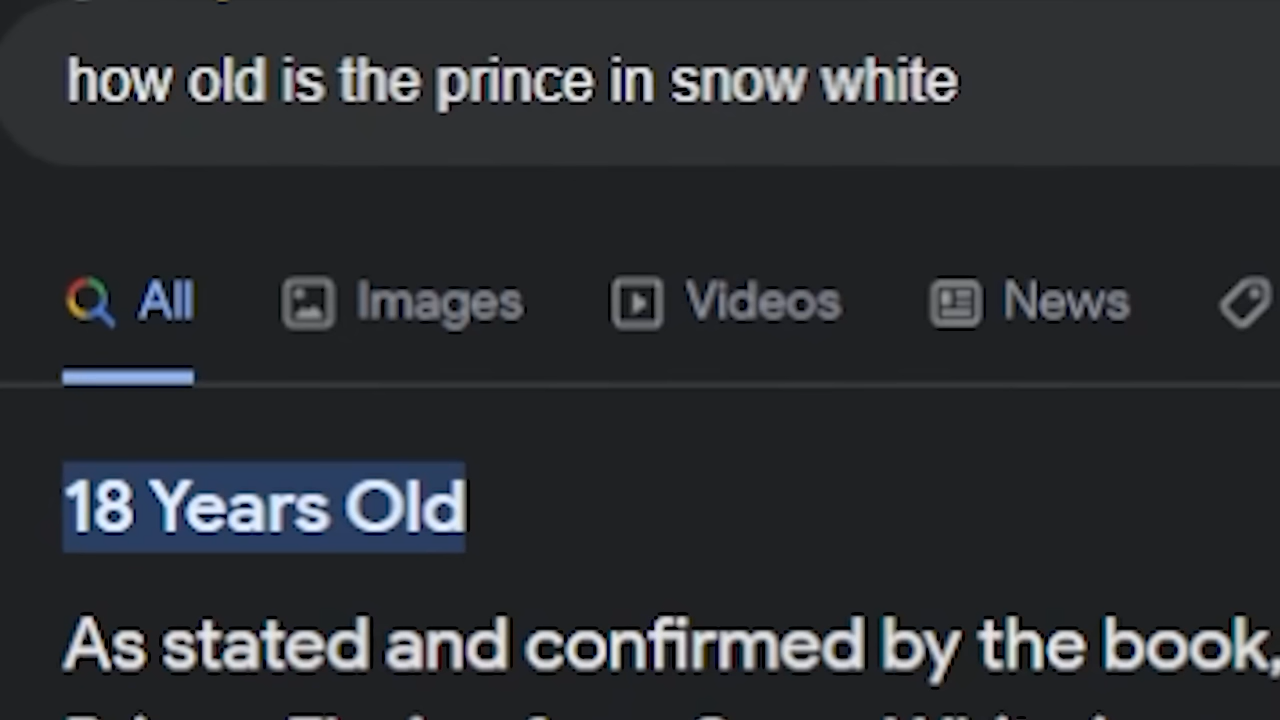 how old is the prince in snow white
All Images Videos News
18 Years Old
As stated and confirmed by the book,